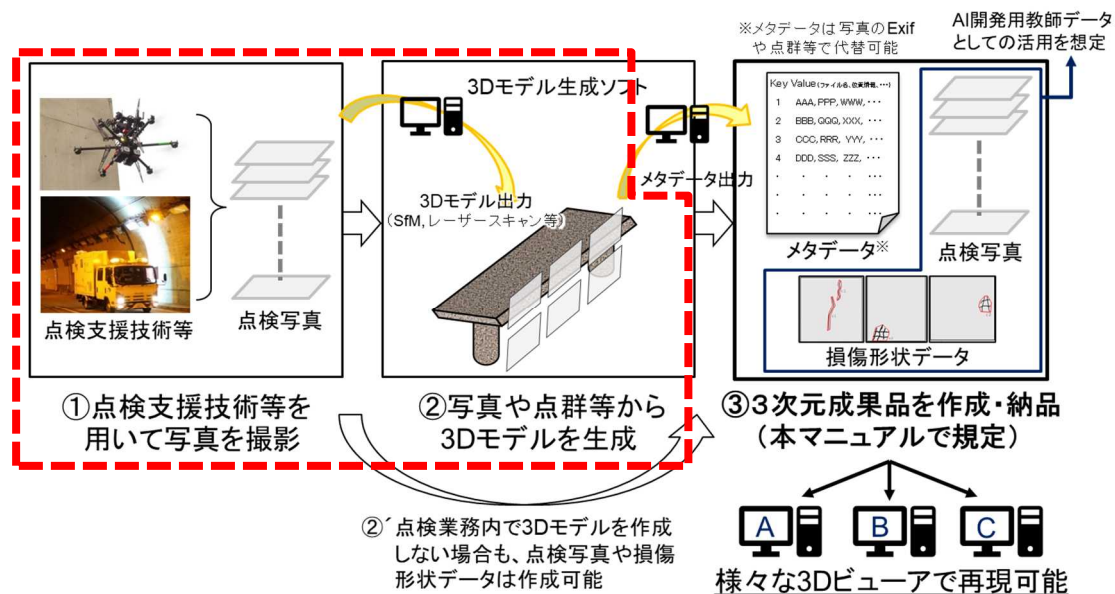 ※メタデータは写真のExif
や点群等で代替可能
AI開発用教師データ
としての活用を想定
3Dモデル生成ソフト
点検支援技術等
点検写真
3Dモデル出力
(SfM,レーザースキャン等)
メタデータ出力
Key Value(ファイル名、位置情報、…)
1 AAA, PPP, WWW, ・・・
2 BBB, QQQ, XXX, ・・・
3 CCC, RRR, YYY, ・・・
4 DDD, SSS, ZZZ, ・・・
メタデータ※
点検写真
損傷形状データ
①点検支援技術等を
用いて写真を撮影
②写真や点群等から
3Dモデルを生成
③3次元成果品を作成・納品
(本マニュアルで規定)
②´点検業務内で3Dモデルを作成
しない場合も、点検写真や損傷
形状データは作成可能
A
B
C
様々な3Dビューアで再現可能